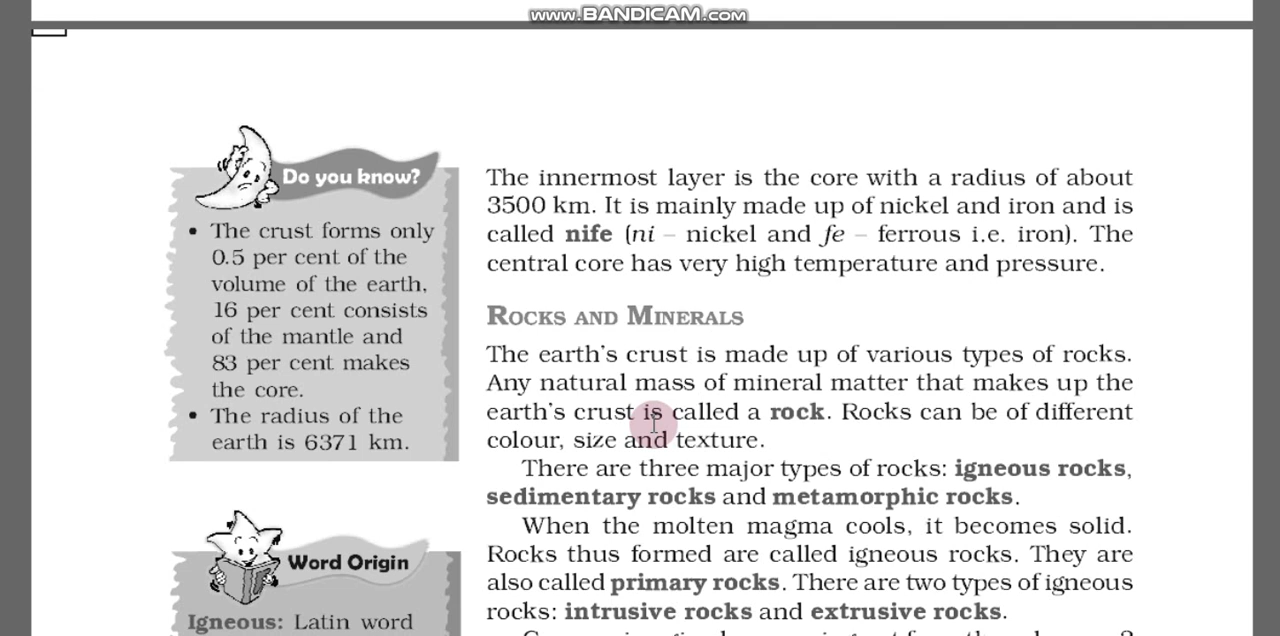 www.BANDICAM.com
Do you know?
• The crust forms only
0.5 per cent of the
volume of the earth,
16 per cent consists
of the mantle and
83 per cent makes
the core.
• The radius of the
earth is 6371 km.
Word Origin
Igneous: Latin word
The innermost layer is the core with a radius of about
3500 km. It is mainly made up of nickel and iron and is
called nife (ni – nickel and fe – ferrous i.e. iron). The
central core has very high temperature and pressure.
ROCKS AND MINERALS
The earth's crust is made up of various types of rocks.
Any natural mass of mineral matter that makes up the
earth's crust is called a rock. Rocks can be of different
colour, size and texture.
There are three major types of rocks: igneous rocks,
sedimentary rocks and metamorphic rocks.
When the molten magma cools, it becomes solid.
Rocks thus formed are called igneous rocks. They are
also called primary rocks. There are two types of igneous
rocks: intrusive rocks and extrusive rocks.